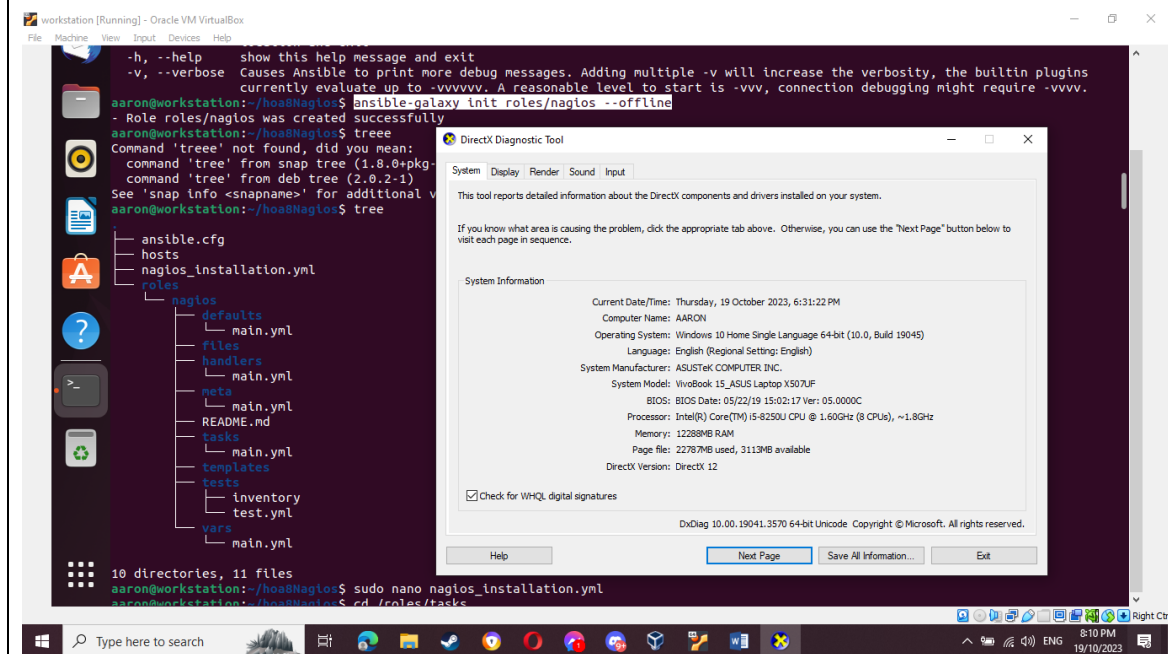 workstation [Running] - Oracle VM VirtualBox
File Machine View Input Devices Help
-h, --help show this help message and exit
-v, --verbose Causes Ansible to print more debug messages. Adding multiple -v will increase the verbosity, the builtin plugins
currently evaluate up to -vvvvvv. A reasonable level to start is -vvv, connection debugging might require -vvvv.
aaron@workstation:~/hoa8Nagios$ ansible-galaxy init roles/nagios --offline
- Role roles/nagios was created successfully
aaron@workstation:~/hoa8Nagios$ treee
Command 'treee' not found, did you mean:
command 'tree' from snap tree (1.8.0+pkg-
command 'tree' from deb tree (2.0.2-1)
See 'snap info <snapname>' for additional v
aaron@workstation:~/hoa8Nagios$ tree
.
├── ansible.cfg
├── hosts
├── nagios_installation.yml
└── roles
└── nagios
├── defaults
│ └── main.yml
├── files
├── handlers
│ └── main.yml
├── meta
│ └── main.yml
├── README.md
├── tasks
│ └── main.yml
├── templates
├── tests
│ ├── inventory
│ └── test.yml
└── vars
└── main.yml
10 directories, 11 files
aaron@workstation:~/hoa8Nagios$ sudo nano nagios_installation.yml
aaron@workstation:~/hoa8Nagios$ cd /roles/tasks
DirectX Diagnostic Tool
System Display Render Sound Input
This tool reports detailed information about the DirectX components and drivers installed on your system.
If you know what area is causing the problem, click the appropriate tab above. Otherwise, you can use the "Next Page" button below to
visit each page in sequence.
System Information
Current Date/Time: Thursday, 19 October 2023, 6:31:22 PM
Computer Name: AARON
Operating System: Windows 10 Home Single Language 64-bit (10.0, Build 19045)
Language: English (Regional Setting: English)
System Manufacturer: ASUSTeK COMPUTER INC.
System Model: VivoBook 15_ASUS Laptop X507UF
BIOS: BIOS Date: 05/22/19 15:02:17 Ver: 05.0000C
Processor: Intel(R) Core(TM) i5-8250U CPU @ 1.60GHz (8 CPUs), ~1.8GHz
Memory: 12288MB RAM
Page file: 22787MB used, 3113MB available
DirectX Version: DirectX 12
Check for WHQL digital signatures
DxDiag 10.00.19041.3570 64-bit Unicode Copyright © Microsoft. All rights reserved.
Help Next Page Save All Information... Exit
Right Ctr
Type here to search
ENG
8:10 PM
19/10/2023